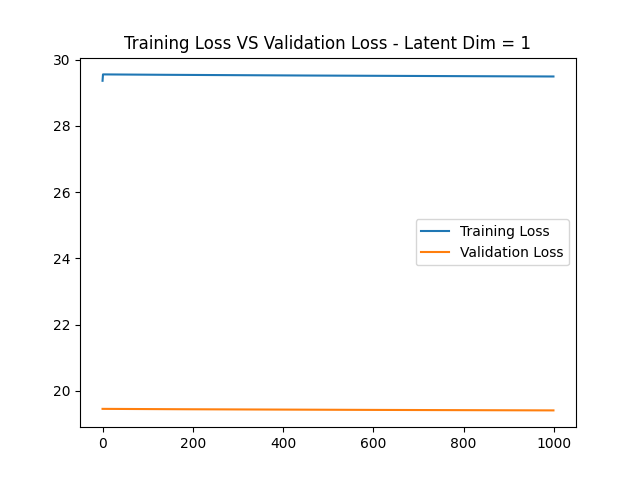 Training Loss VS Validation Loss - Latent Dim = 1
30
28
26
24
22
20
Training Loss
Validation Loss
0 200 400 600 800 1000